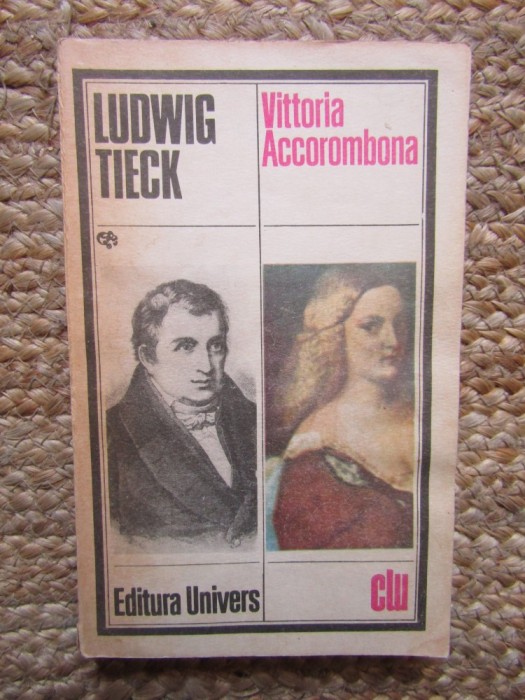 LUDWIG
TIECK
Vittoria
Accorombona
Editura Univers
clu